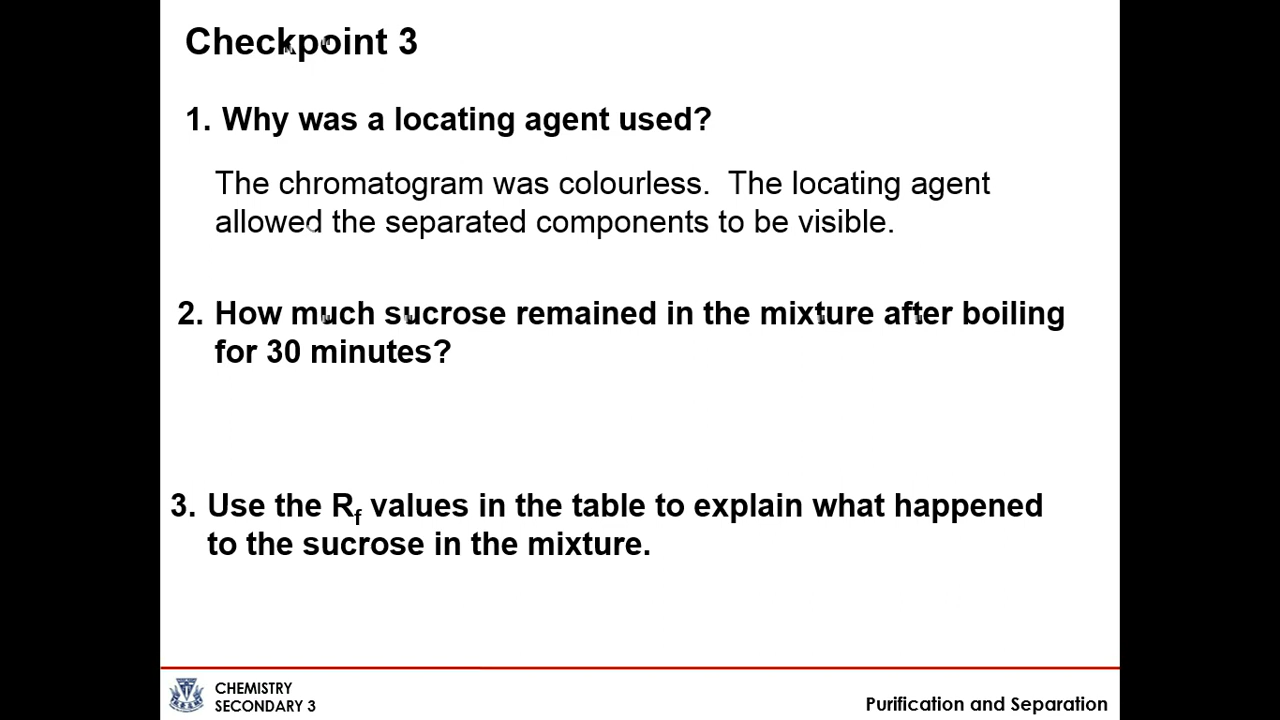 Checkpoint 3
1. Why was a locating agent used?
The chromatogram was colourless. The locating agent
allowed the separated components to be visible.
2. How much sucrose remained in the mixture after boiling
for 30 minutes?
3. Use the Rf values in the table to explain what happened
to the sucrose in the mixture.
CHEMISTRY
SECONDARY 3
Purification and Separation